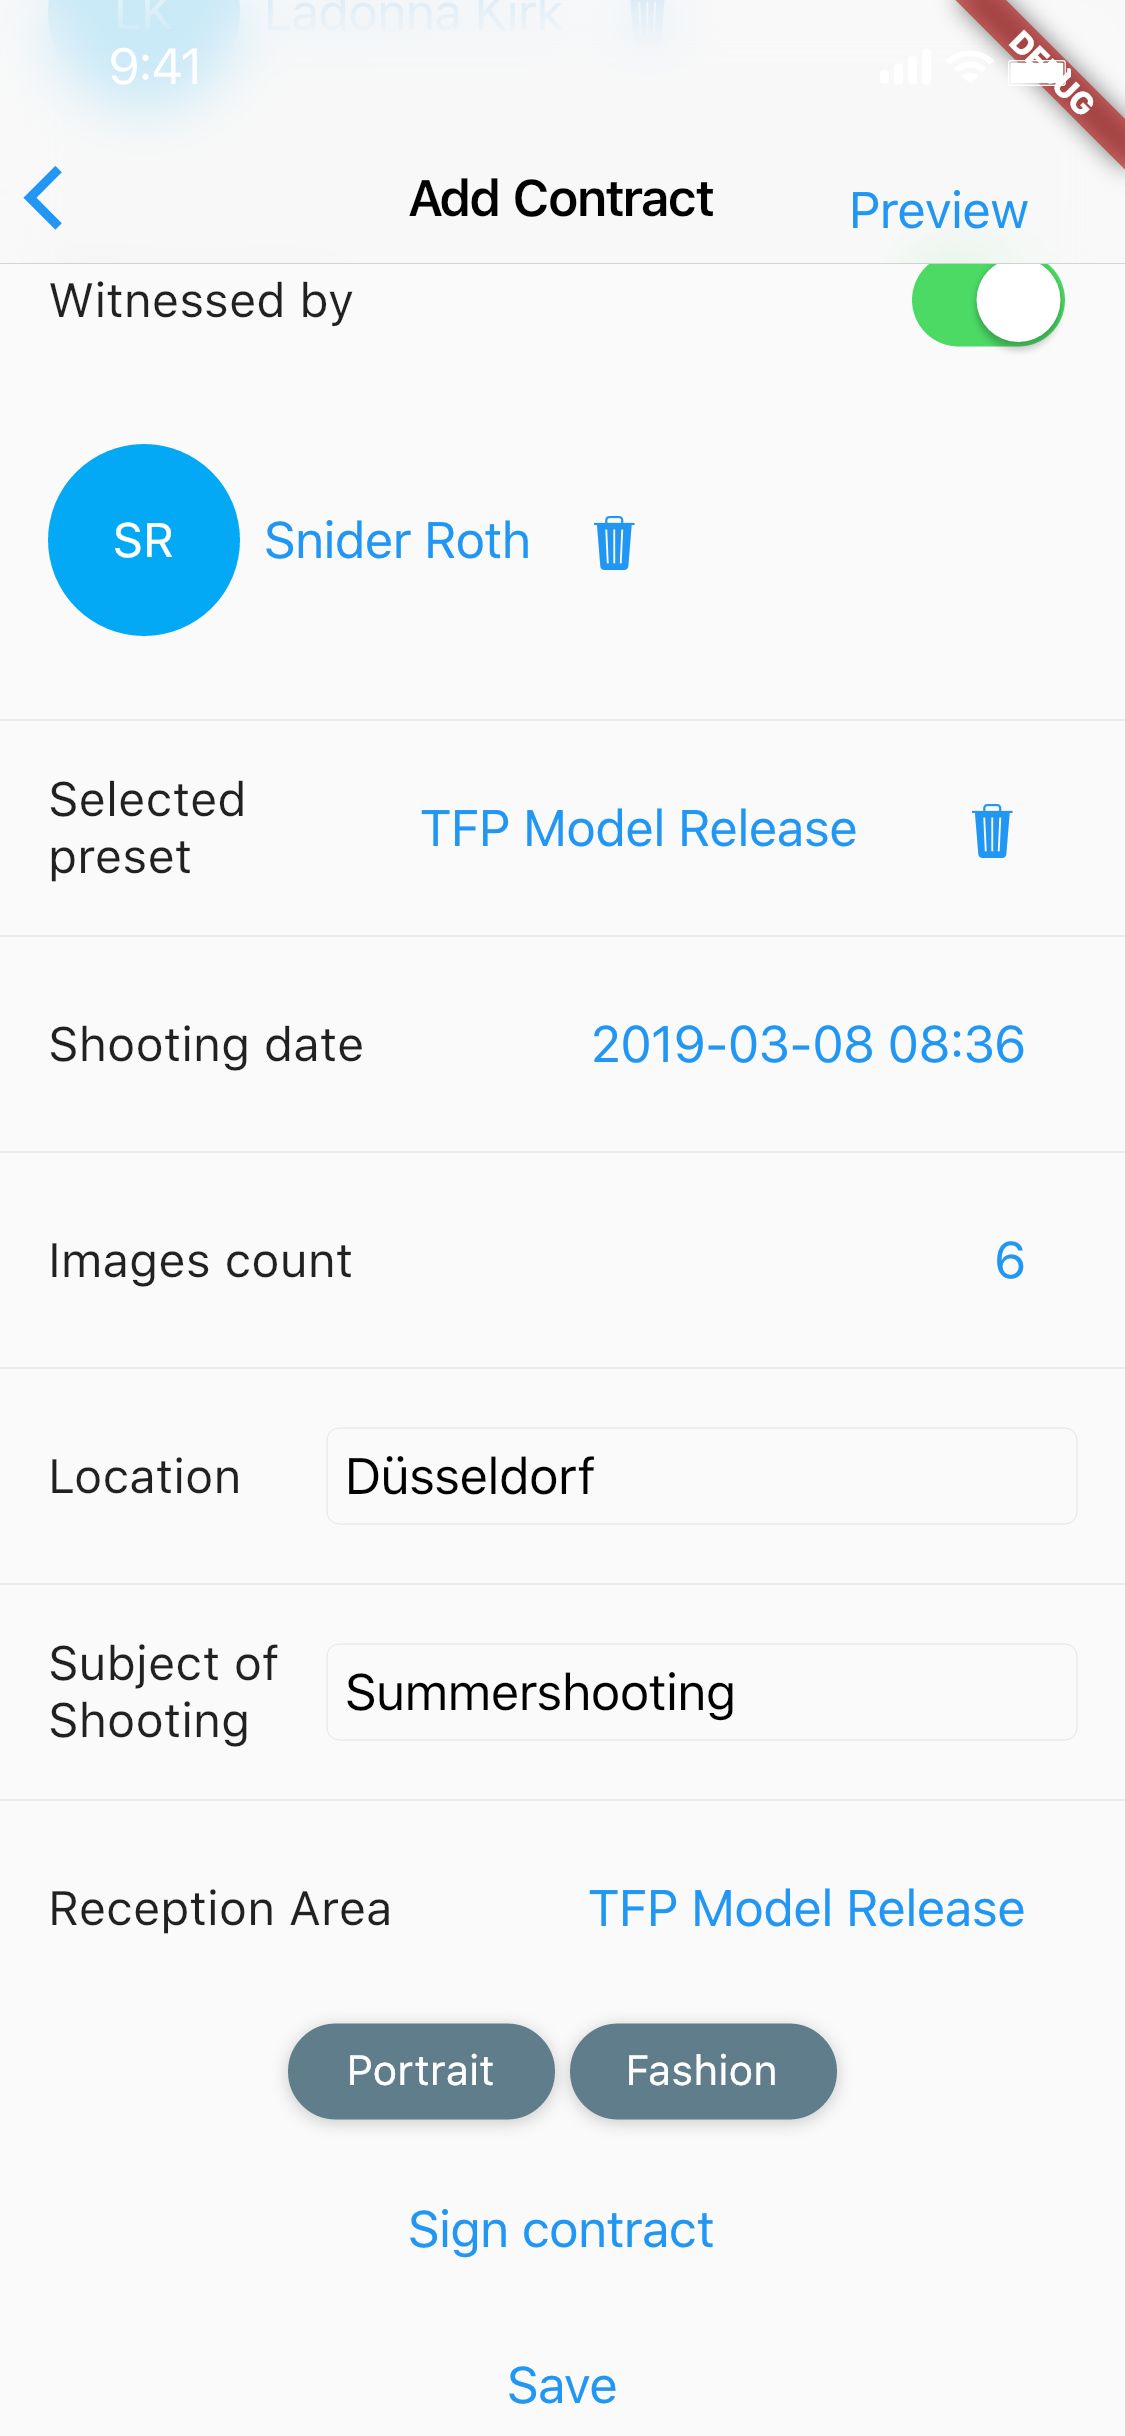 LK Ladonna Kirk
9:41
DEBUG
Add Contract
Preview
Witnessed by
SR Snider Roth
Selected
preset
TFP Model Release
Shooting date 2019-03-08 08:36
Images count 6
Location Düsseldorf
Subject of
Shooting
Summershooting
Reception Area TFP Model Release
Portrait Fashion
Sign contract
Save